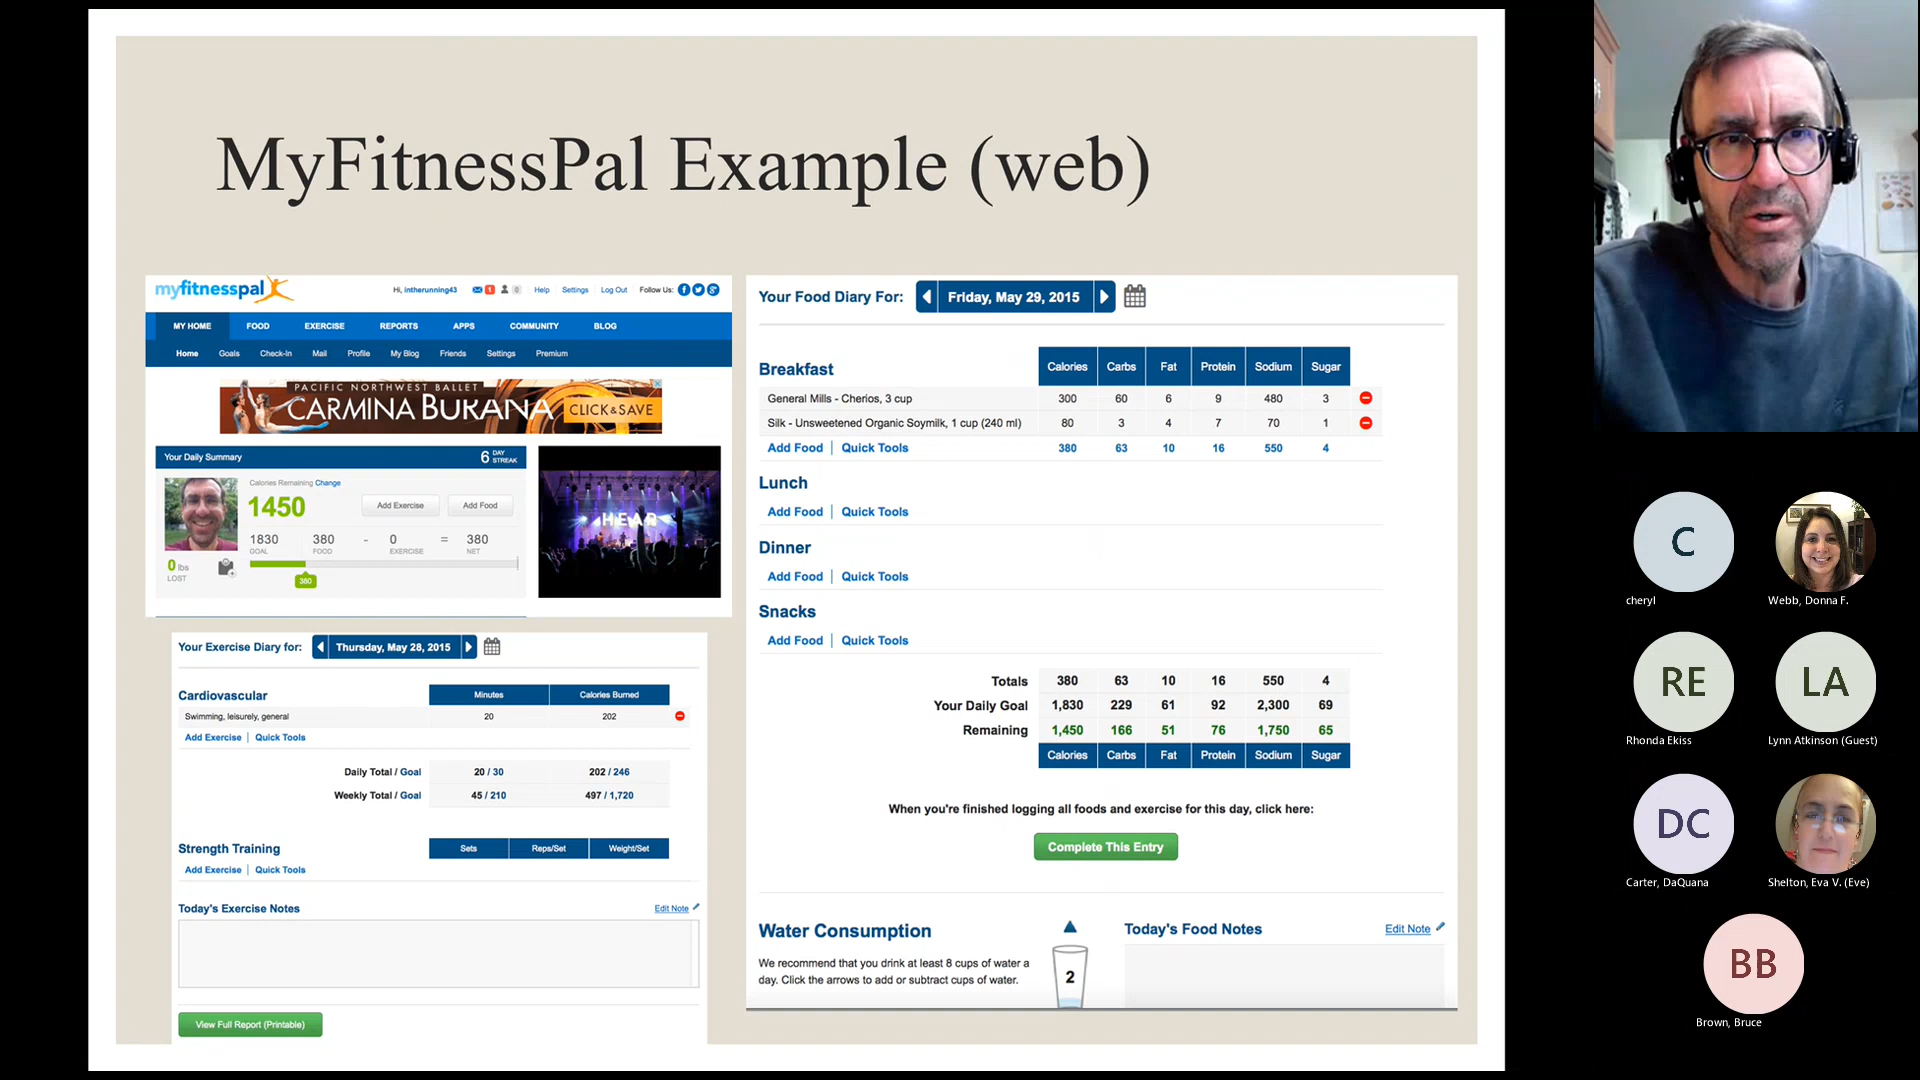 MyFitnessPal Example (web)
myfitnesspal
Hi, intherunning43 1 0 Help Settings Log Out Follow Us:
MY HOME FOOD EXERCISE REPORTS APPS COMMUNITY BLOG
Home Goals Check-In Mail Profile My Blog Friends Settings Premium
PACIFIC NORTHWEST BALLET
CARMINA BURANA CLICK & SAVE
Your Daily Summary 6 DAY STREAK
Calories Remaining Change
1450 Add Exercise Add Food
1830 380 - 0 = 380
GOAL FOOD EXERCISE NET
0 lbs
LOST
380
HEAR
Your Exercise Diary for: Thursday, May 28, 2015
Cardiovascular Minutes Calories Burned
Swimming, leisurely, general 20 202
Add Exercise | Quick Tools
Daily Total / Goal 20 / 30 202 / 246
Weekly Total / Goal 45 / 210 497 / 1,720
Strength Training Sets Reps/Set Weight/Set
Add Exercise | Quick Tools
Today's Exercise Notes Edit Note
View Full Report (Printable)
Your Food Diary For: Friday, May 29, 2015
Breakfast Calories Carbs Fat Protein Sodium Sugar
General Mills - Cherios, 3 cup 300 60 6 9 480 3
Silk - Unsweetened Organic Soymilk, 1 cup (240 ml) 80 3 4 7 70 1
Add Food | Quick Tools 380 63 10 16 550 4
Lunch
Add Food | Quick Tools
Dinner
Add Food | Quick Tools
Snacks
Add Food | Quick Tools
Totals 380 63 10 16 550 4
Your Daily Goal 1,830 229 61 92 2,300 69
Remaining 1,450 166 51 76 1,750 65
Calories Carbs Fat Protein Sodium Sugar
When you're finished logging all foods and exercise for this day, click here:
Complete This Entry
Water Consumption
We recommend that you drink at least 8 cups of water a
day. Click the arrows to add or subtract cups of water.
2
Today's Food Notes Edit Note
C
cheryl
Webb, Donna F.
RE
Rhonda Ekiss
LA
Lynn Atkinson (Guest)
DC
Carter, DaQuana
Shelton, Eva V. (Eve)
BB
Brown, Bruce